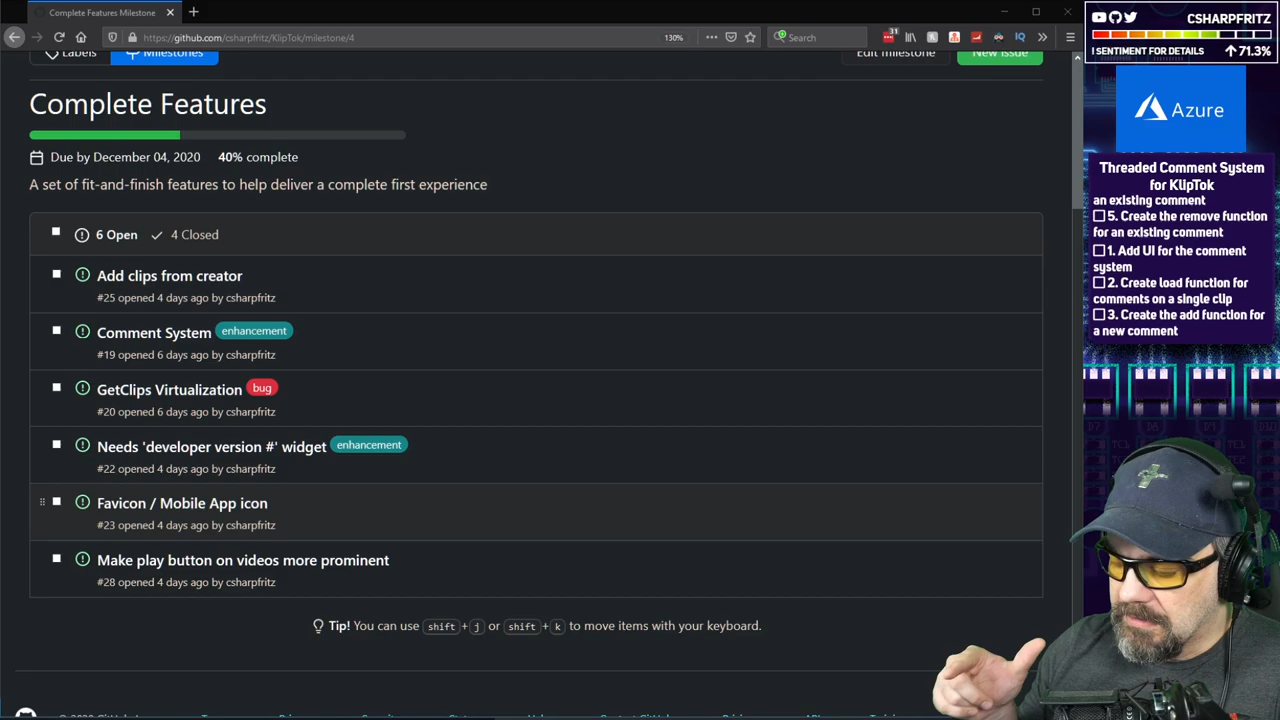 Complete Features Milestone
https://github.com/csharpfritz/KlipTok/milestone/4
130%
Search
31
IQ
CSHARPFRITZ
! SENTIMENT FOR DETAILS
71.3%
Labels
Milestones
Edit milestone
New issue
Azure
Complete Features
Due by December 04, 2020
40% complete
A set of fit-and-finish features to help deliver a complete first experience
6 Open
4 Closed
Add clips from creator
#25 opened 4 days ago by csharpfritz
Comment System
enhancement
#19 opened 6 days ago by csharpfritz
GetClips Virtualization
bug
#20 opened 6 days ago by csharpfritz
Needs 'developer version #' widget
enhancement
#22 opened 4 days ago by csharpfritz
Favicon / Mobile App icon
#23 opened 4 days ago by csharpfritz
Make play button on videos more prominent
#28 opened 4 days ago by csharpfritz
Tip! You can use shift + j or shift + k to move items with your keyboard.
Threaded Comment System
for KlipTok
an existing comment
5. Create the remove function
for an existing comment
1. Add UI for the comment
system
2. Create load function for
comments on a single clip
3. Create the add function for
a new comment
D7
D8
D9
D10